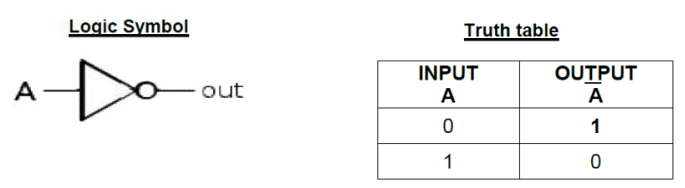 Logic Symbol
A out
Truth table
INPUT OUTPUT
A A̅
0 1
1 0